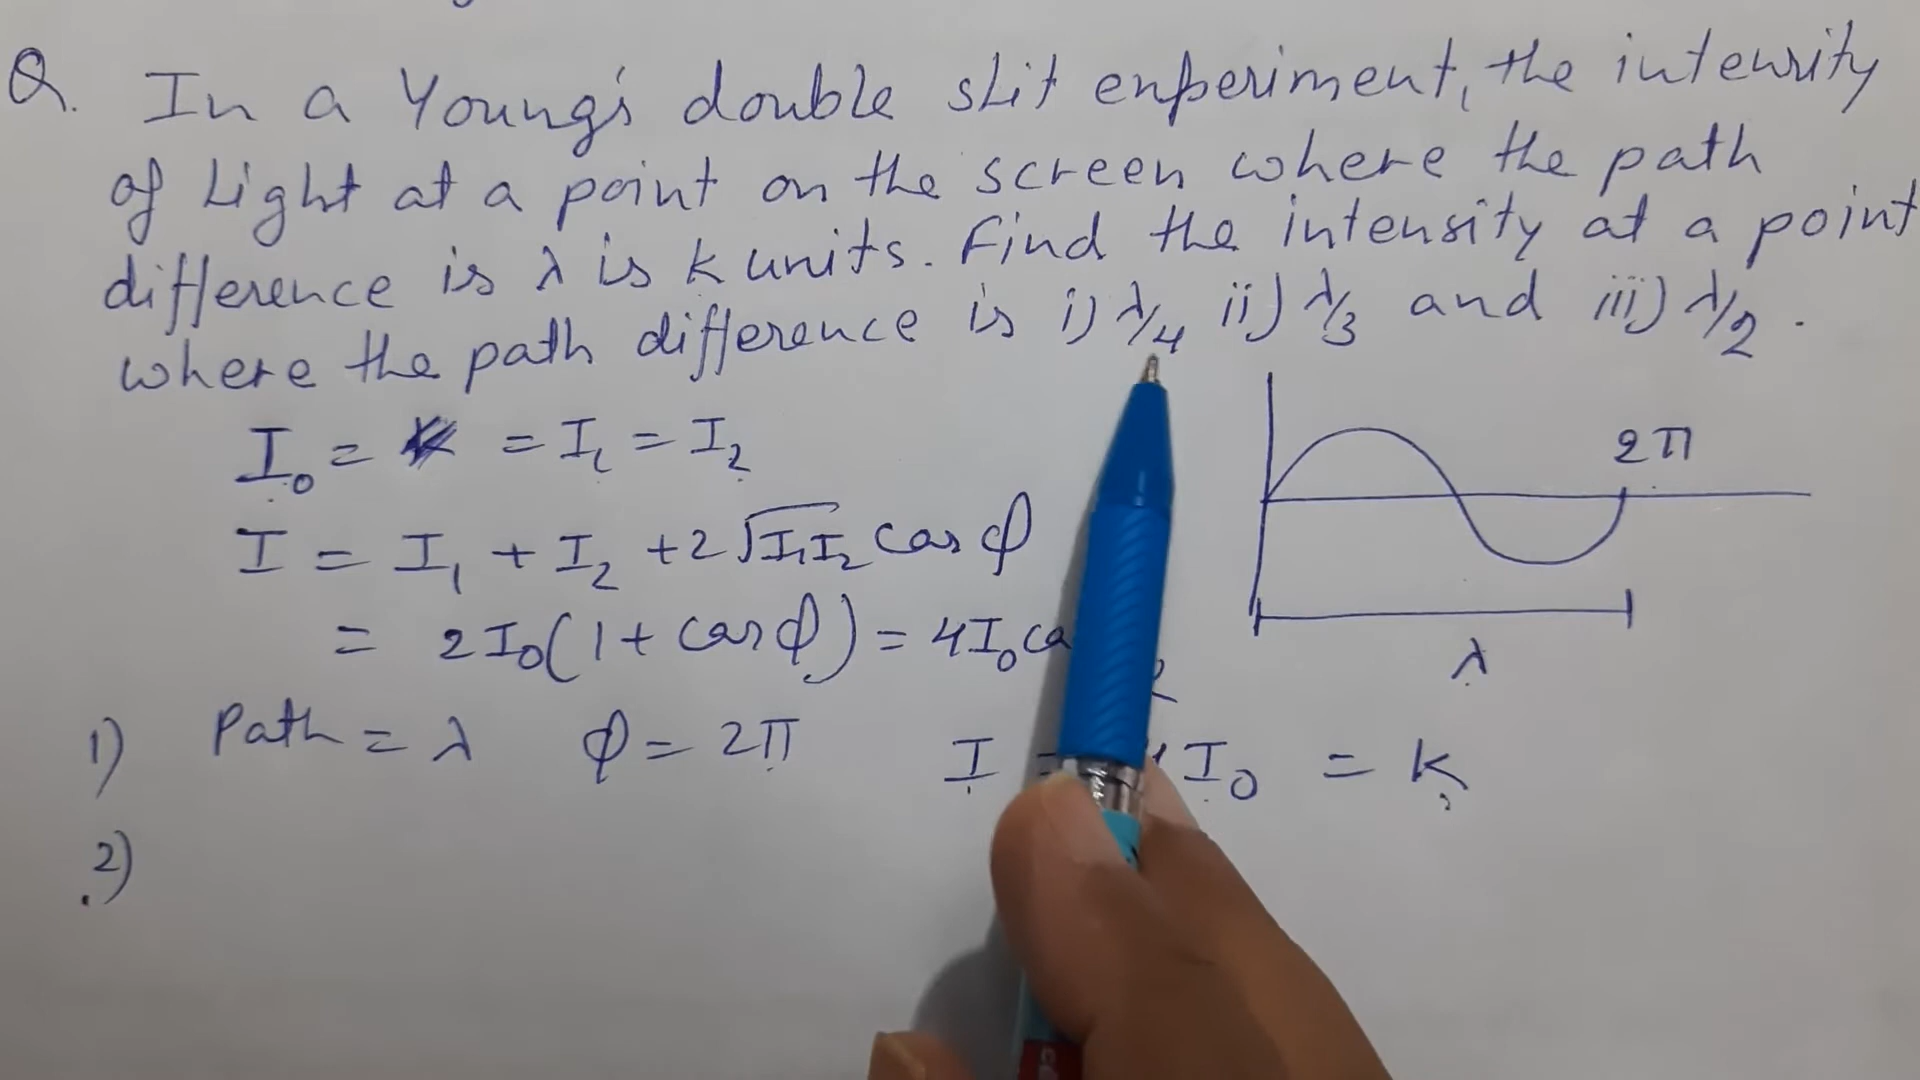 Q. In a Young's double slit experiment, the intensity
of Light at a point on the screen where the path
difference is λ is k units. Find the intensity at a point
where the path difference is i) λ/4 ii) λ/3 and iii) λ/2.
I₀ = = I₁ = I₂
2π
I = I₁ + I₂ + 2√I₁I₂ cos φ
= 2I₀(1 + cos φ) = 4I₀
λ
1) Path = λ φ = 2π I I₀ = k
2)